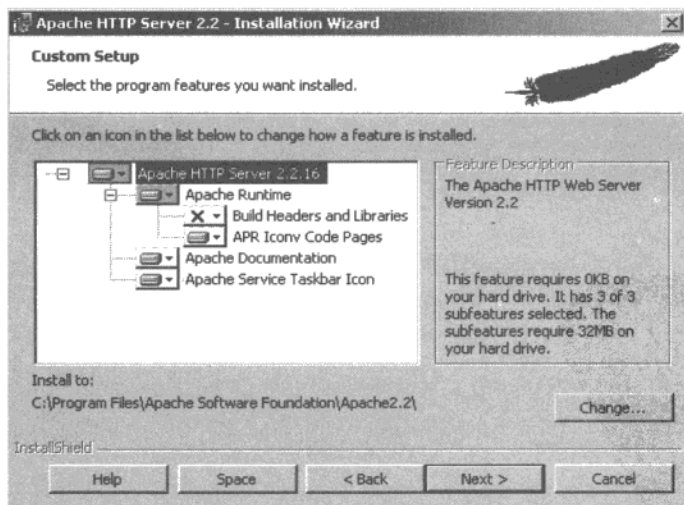 Apache HTTP Server 2.2 - Installation Wizard
Custom Setup
Select the program features you want installed.
Click on an icon in the list below to change how a feature is installed.
Apache HTTP Server 2.2.16
Apache Runtime
Build Headers and Libraries
APR Iconv Code Pages
Apache Documentation
Apache Service Taskbar Icon
Feature Description
The Apache HTTP Web Server
Version 2.2
This feature requires 0KB on
your hard drive. It has 3 of 3
subfeatures selected. The
subfeatures require 32MB on
your hard drive.
Install to:
C:\Program Files\Apache Software Foundation\Apache2.2\
Change...
InstallShield
Help
Space
< Back
Next >
Cancel